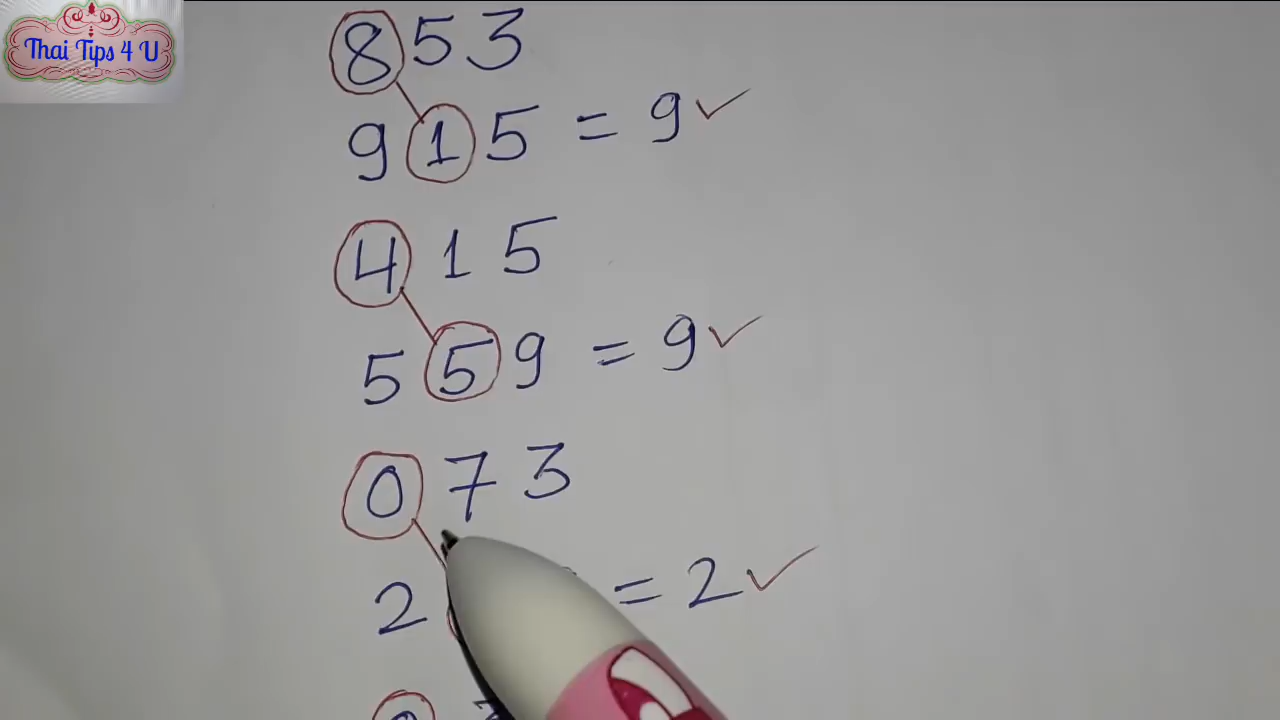 Thai Tips 4 U
853
915 = 9✓
415
559 = 9✓
073
2 = 2✓